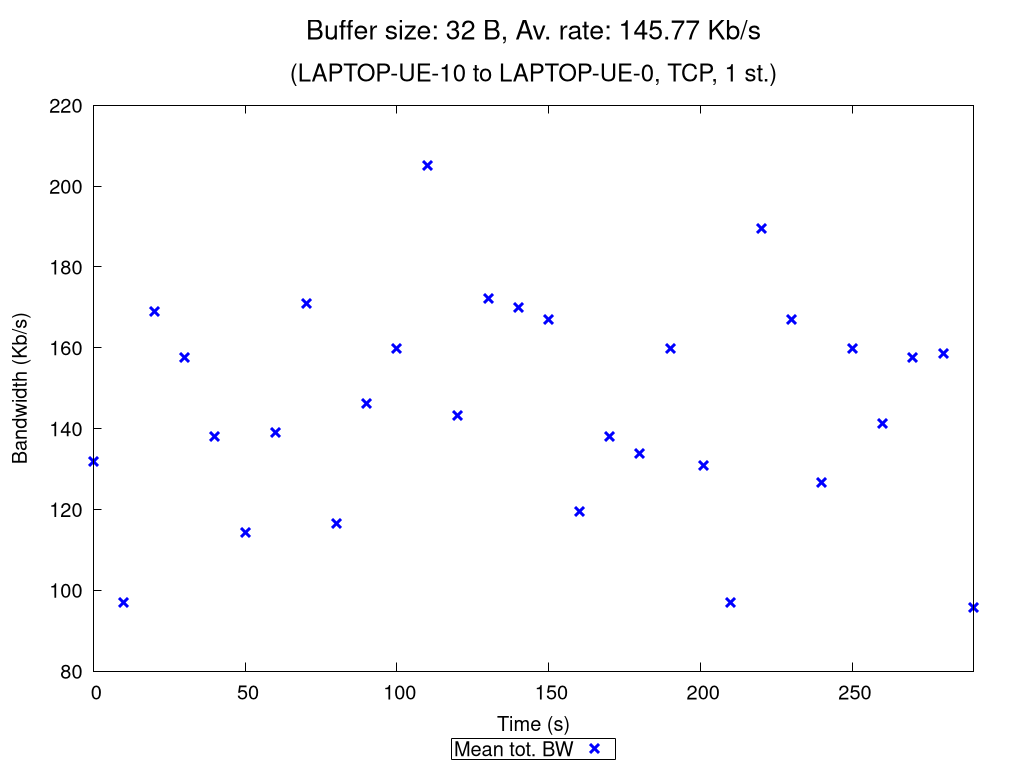 Buffer size: 32 B, Av. rate: 145.77 Kb/s
(LAPTOP-UE-10 to LAPTOP-UE-0, TCP, 1 st.)
220
200
180
160
140
120
100
80
Bandwidth (Kb/s)
0 50 100 150 200 250
Time (s)
Mean tot. BW